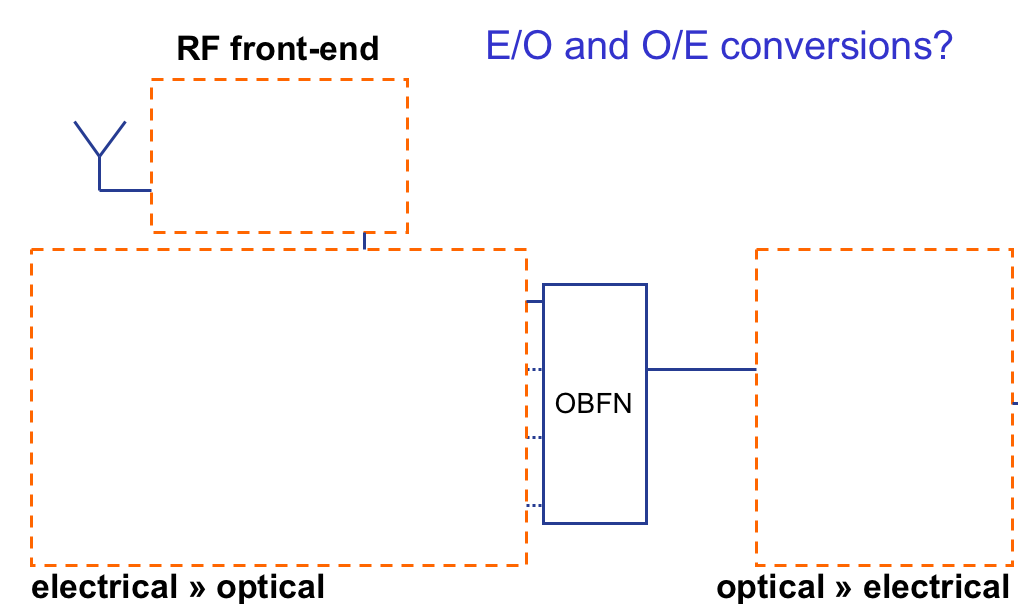 RF front-end
E/O and O/E conversions?
OBFN
electrical » optical
optical » electrical